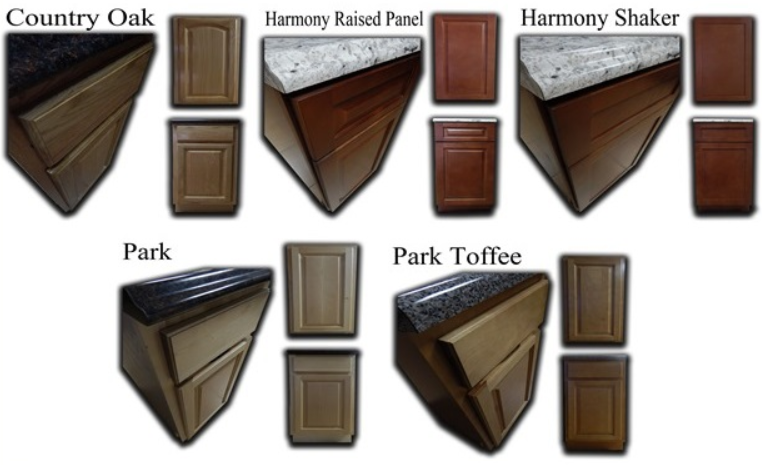 Country Oak
Harmony Raised Panel
Harmony Shaker
Park
Park Toffee